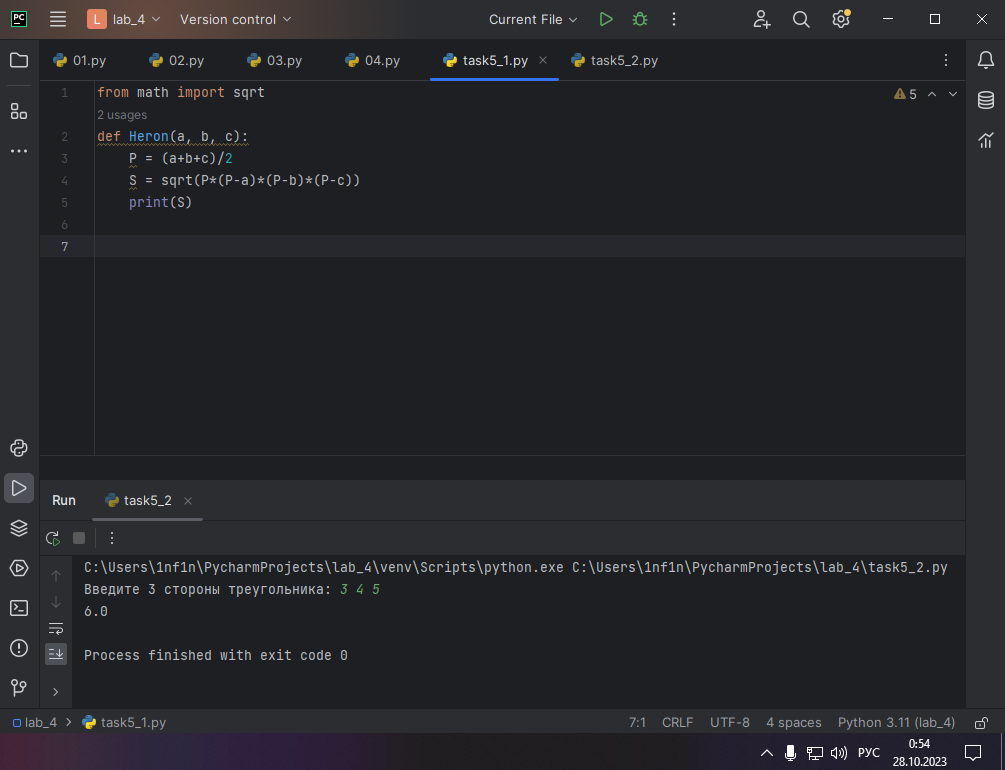 PC L lab_4 Version control Current File
01.py 02.py 03.py 04.py task5_1.py task5_2.py
1 from math import sqrt 5
2 usages
2 def Heron(a, b, c):
3 P = (a+b+c)/2
4 S = sqrt(P*(P-a)*(P-b)*(P-c))
5 print(S)
6
7
Run task5_2
C:\Users\1nf1n\PycharmProjects\lab_4\venv\Scripts\python.exe C:\Users\1nf1n\PycharmProjects\lab_4\task5_2.py
Введите 3 стороны треугольника: 3 4 5
6.0
Process finished with exit code 0
lab_4 > task5_1.py 7:1 CRLF UTF-8 4 spaces Python 3.11 (lab_4)
РУС 0:54
28.10.2023